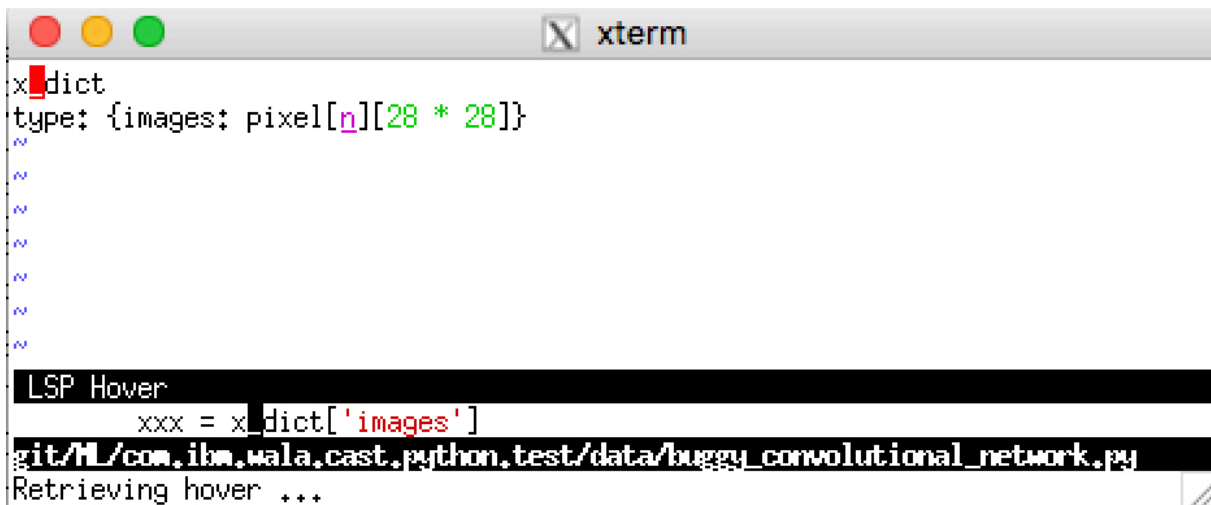 xterm
x_dict
type: {images: pixel[n][28 * 28]}
~
~
~
~
~
~
~
LSP Hover
xxx = x_dict['images']
git/ML/com.ibm.wala.cast.python.test/data/buggy_convolutional_network.py
Retrieving hover ...